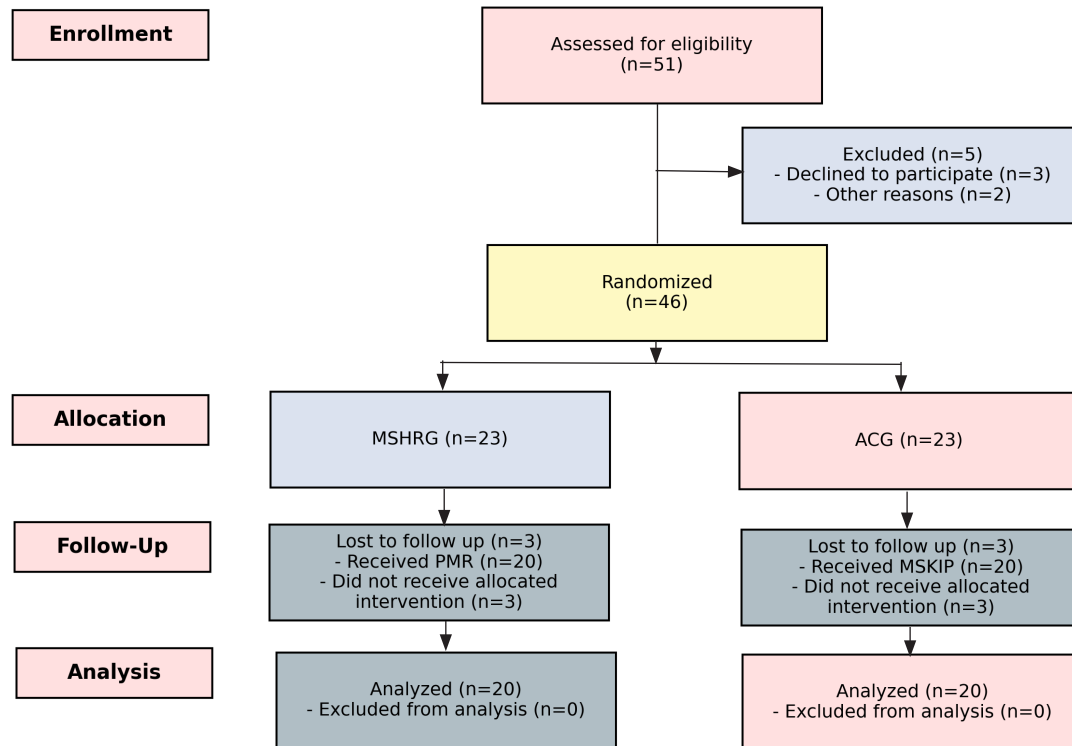 Enrollment
Assessed for eligibility
(n=51)
Excluded (n=5)
- Declined to participate (n=3)
- Other reasons (n=2)
Randomized
(n=46)
Allocation
MSHRG (n=23)
ACG (n=23)
Follow-Up
Lost to follow up (n=3)
- Received PMR (n=20)
- Did not receive allocated
intervention (n=3)
Lost to follow up (n=3)
- Received MSKIP (n=20)
- Did not receive allocated
intervention (n=3)
Analysis
Analyzed (n=20)
- Excluded from analysis (n=0)
Analyzed (n=20)
- Excluded from analysis (n=0)